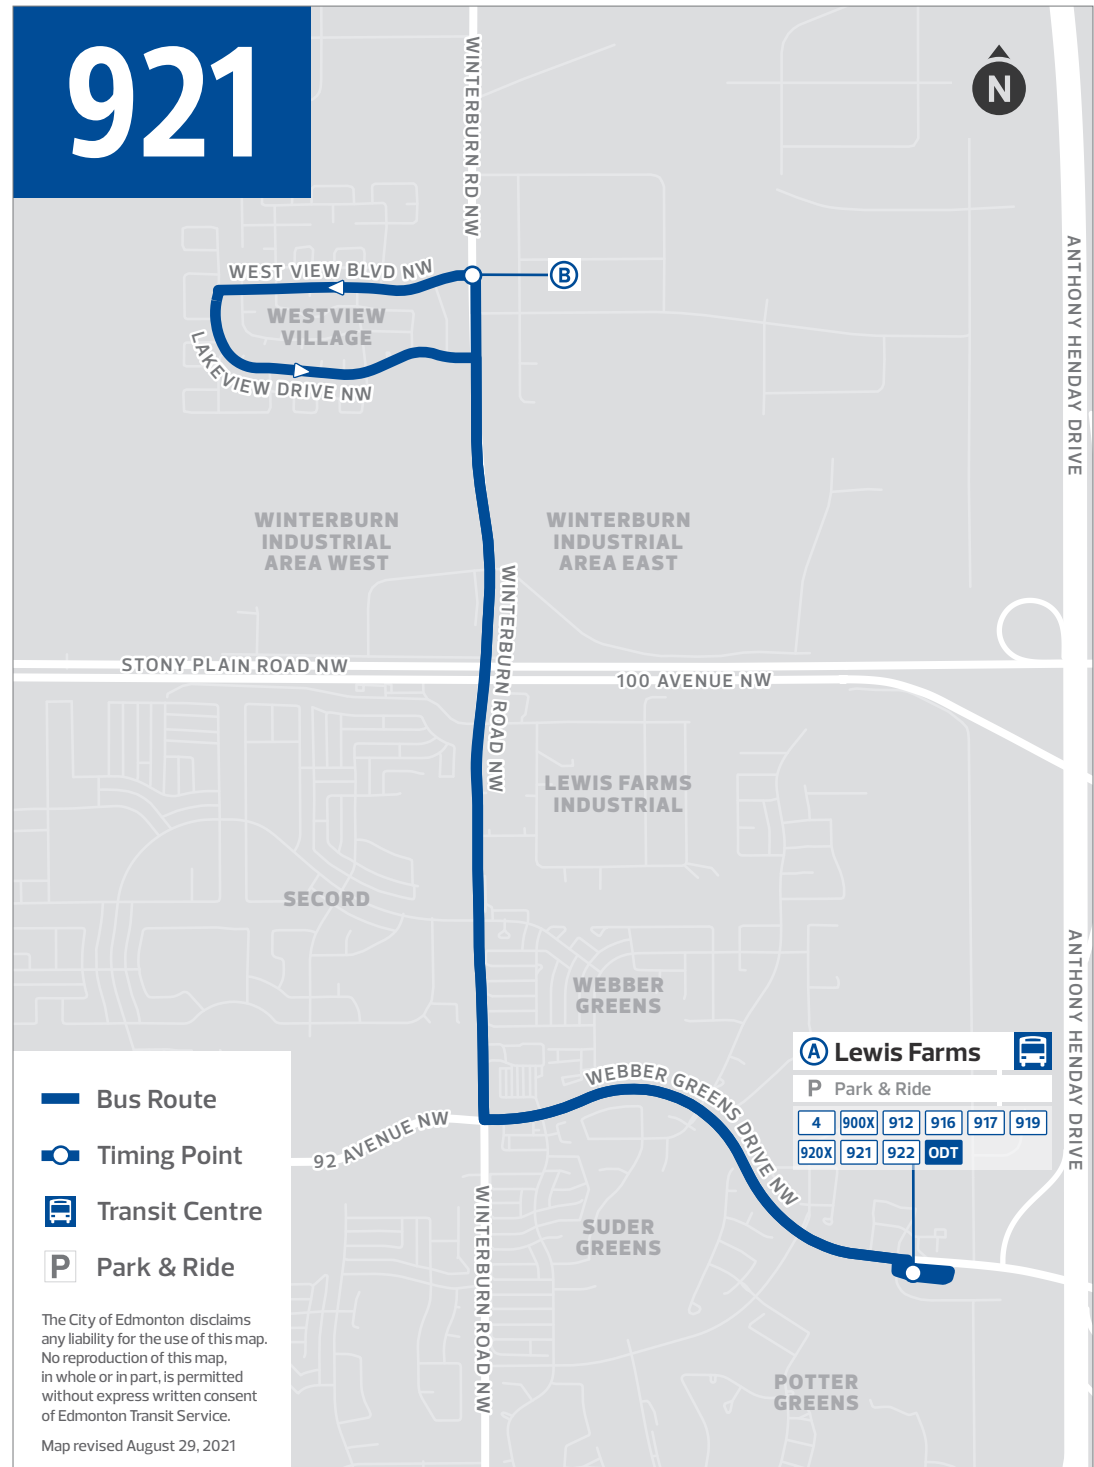 921
N
WINTERBURN RD NW
ANTHONY HENDAY DRIVE
WEST VIEW BLVD NW
B
WESTVIEW
VILLAGE
LAKEVIEW DRIVE NW
WINTERBURN
INDUSTRIAL
AREA WEST
WINTERBURN
INDUSTRIAL
AREA EAST
WINTERBURN ROAD NW
STONY PLAIN ROAD NW
100 AVENUE NW
LEWIS FARMS
INDUSTRIAL
SECORD
WEBBER
GREENS
ANTHONY HENDAY DRIVE
A Lewis Farms
P Park & Ride
4 900X 912 916 917 919
920X 921 922 ODT
WEBBER GREENS DRIVE NW
92 AVENUE NW
WINTERBURN ROAD NW
SUDER
GREENS
POTTER
GREENS
Bus Route
Timing Point
Transit Centre
P Park & Ride
The City of Edmonton disclaims
any liability for the use of this map.
No reproduction of this map,
in whole or in part, is permitted
without express written consent
of Edmonton Transit Service.
Map revised August 29, 2021